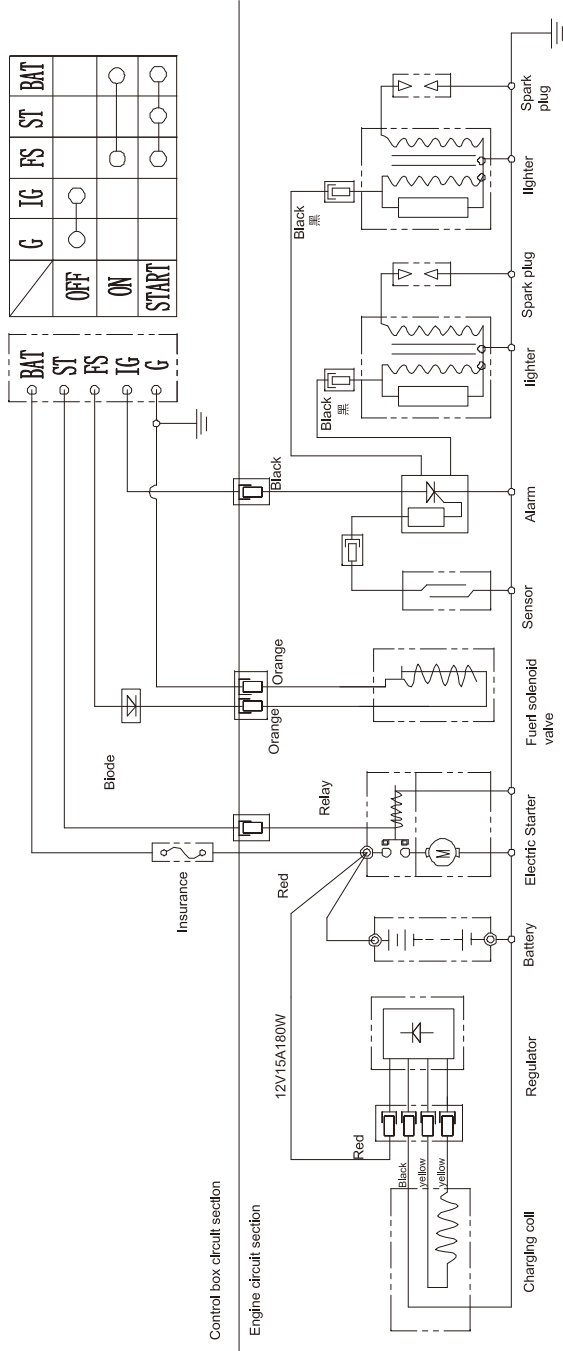 G IG FS ST BAT
OFF
ON
START
BAT
ST
FS
IG
G
Control box circuit section
Engine circuit section
Insurance
Biode
12V15A180W
Red
Red
Relay
Orange
Orange
Black
Black
黑
Black
黑
Black
yellow
yellow
Charging coil
Regulator
Battery
Electric Starter
Fuerl solenoid
valve
Sensor
Alarm
lighter
Spark plug
lighter
Spark
plug
M